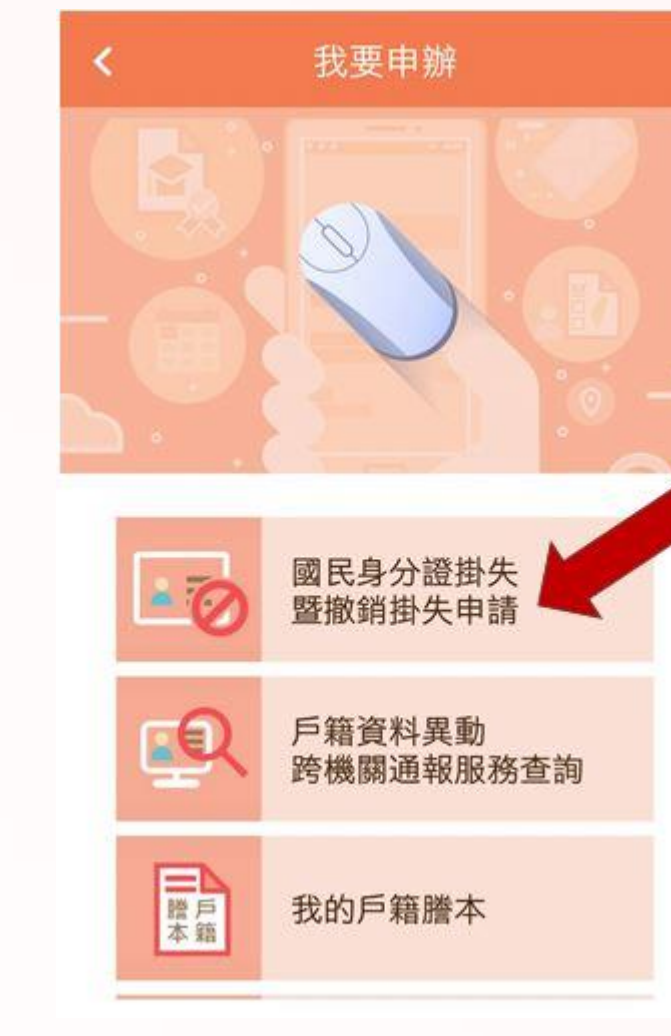 我要申辦
國民身分證掛失
暨撤銷掛失申請
戶籍資料異動
跨機關通報服務查詢
謄戶
本籍
我的戶籍謄本